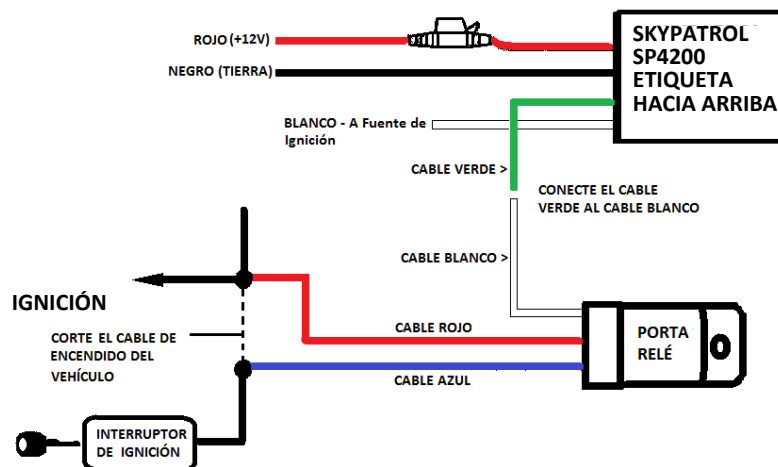 ROJO (+12V)
NEGRO (TIERRA)
SKYPATROL
SP4200
ETIQUETA
HACIA ARRIBA
BLANCO - A Fuente de
Ignición
CABLE VERDE >
CONECTE EL CABLE
VERDE AL CABLE BLANCO
CABLE BLANCO >
IGNICIÓN
CORTE EL CABLE DE
ENCENDIDO DEL
VEHÍCULO
CABLE ROJO
PORTA
RELÉ
CABLE AZUL
INTERRUPTOR
DE IGNICIÓN